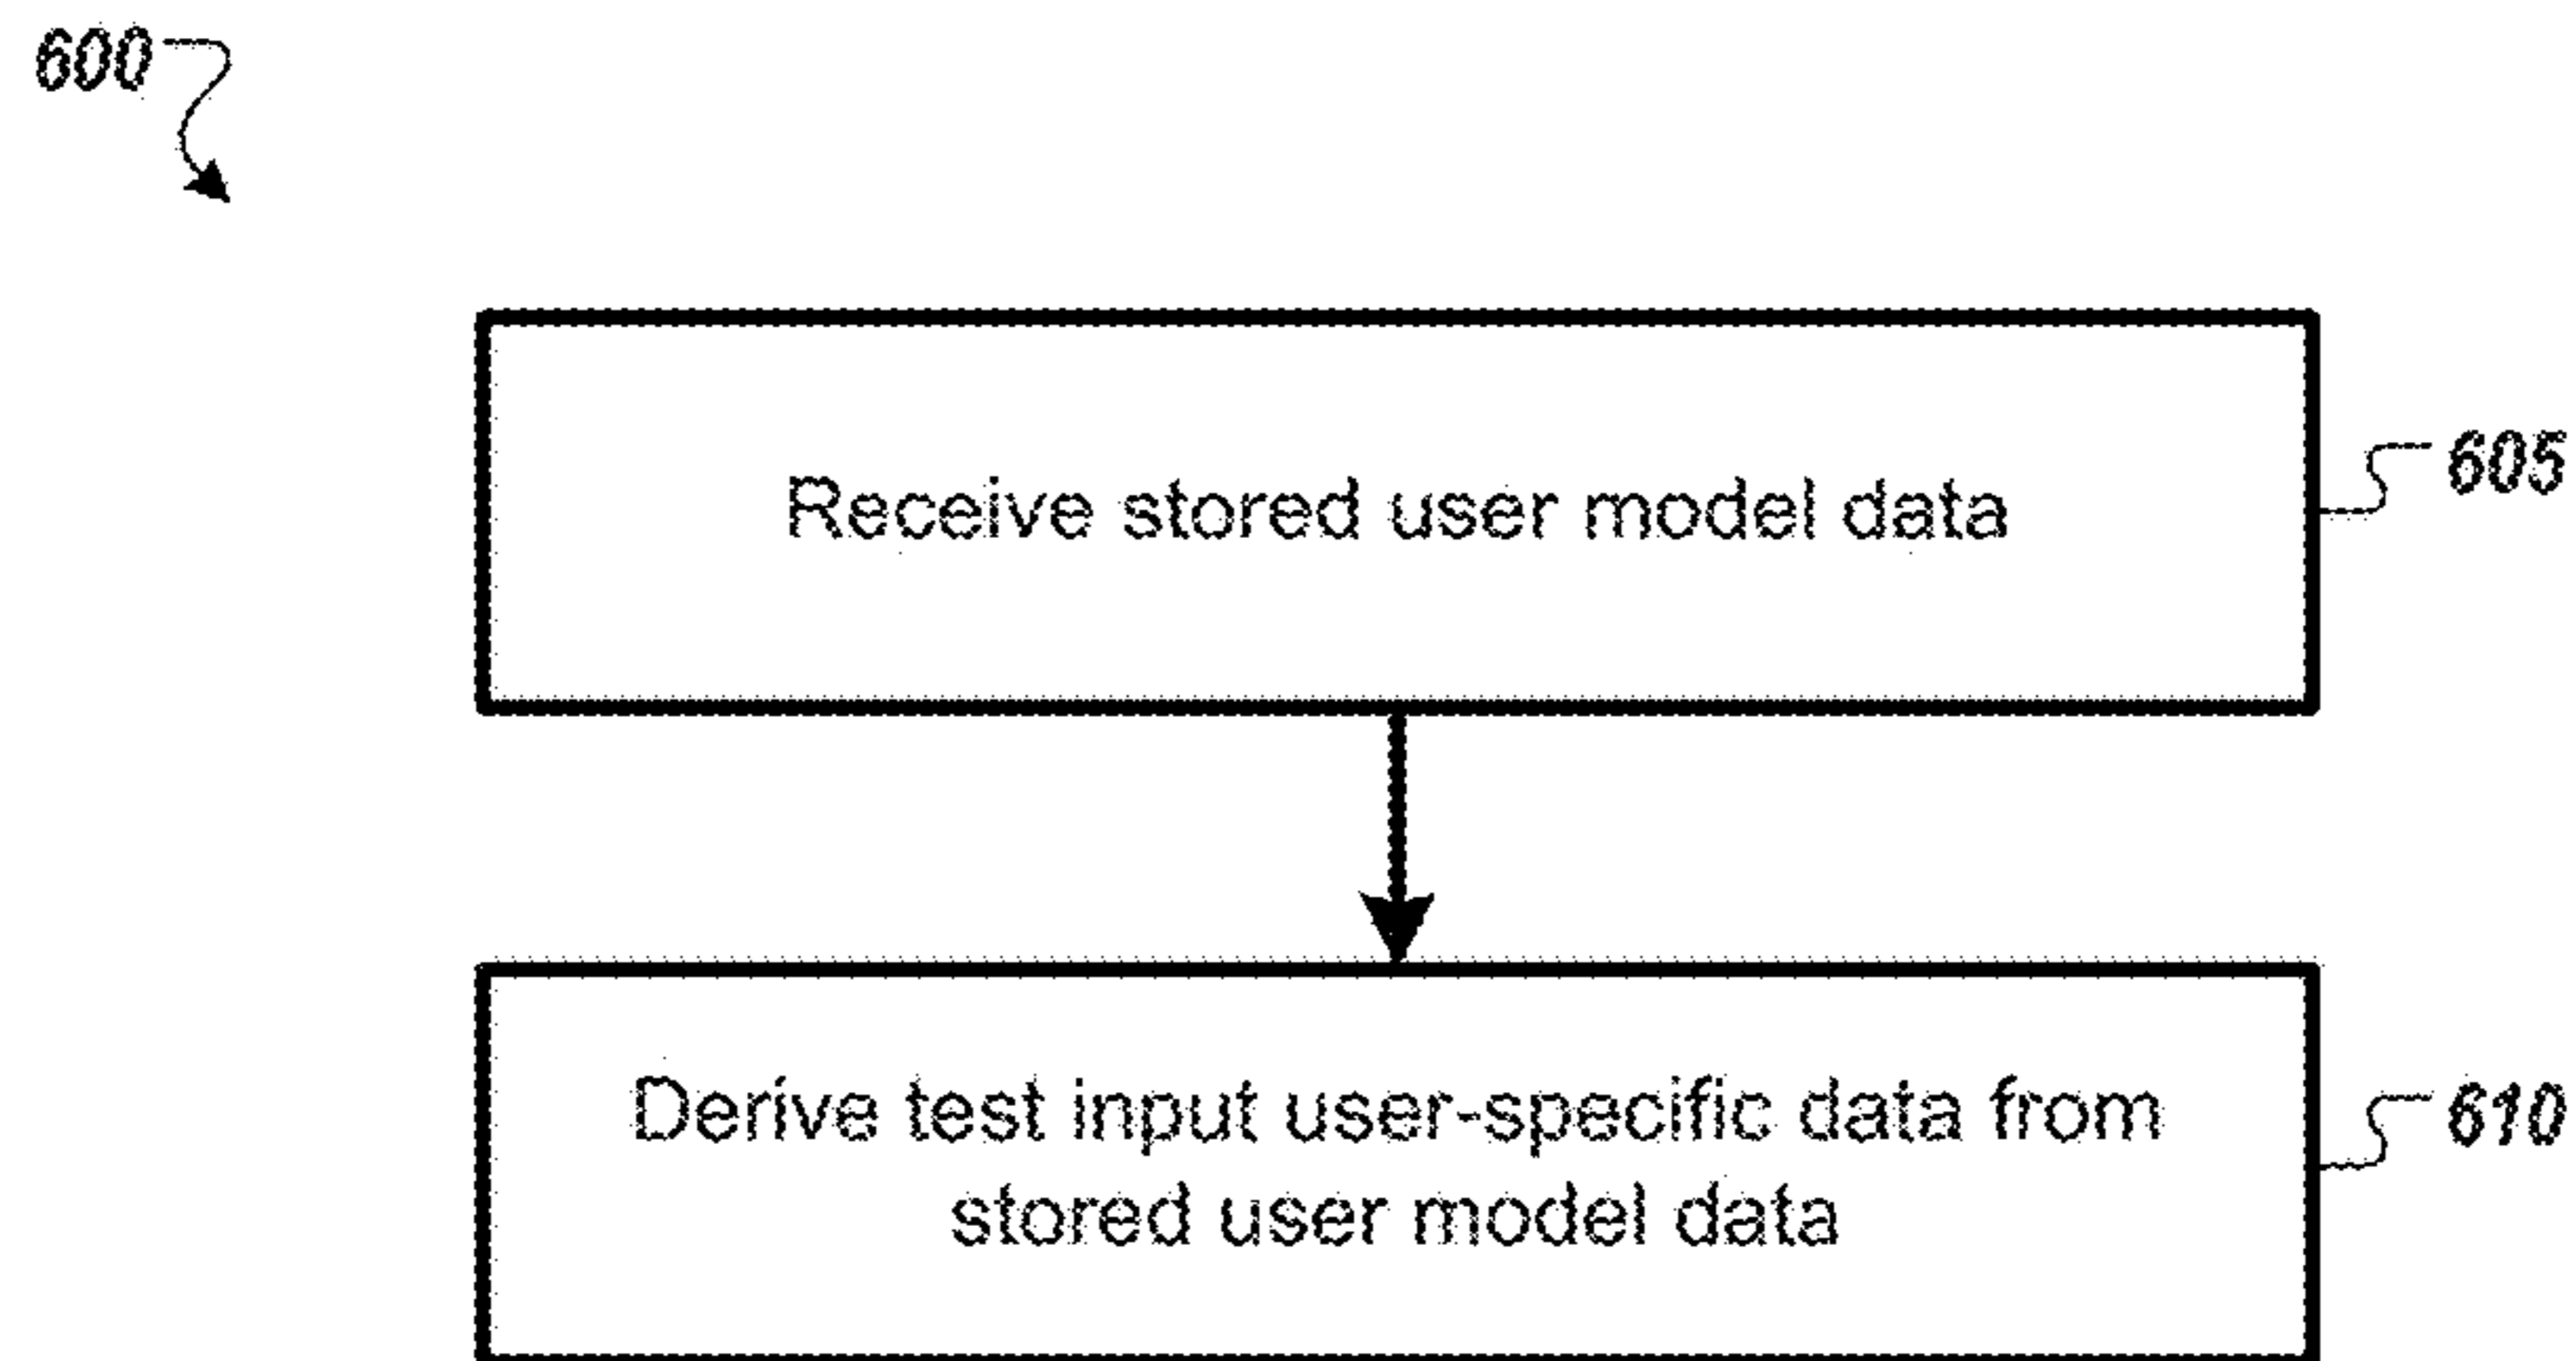 600
Receive stored user model data
605
Derive test input user-specific data from
stored user model data
610